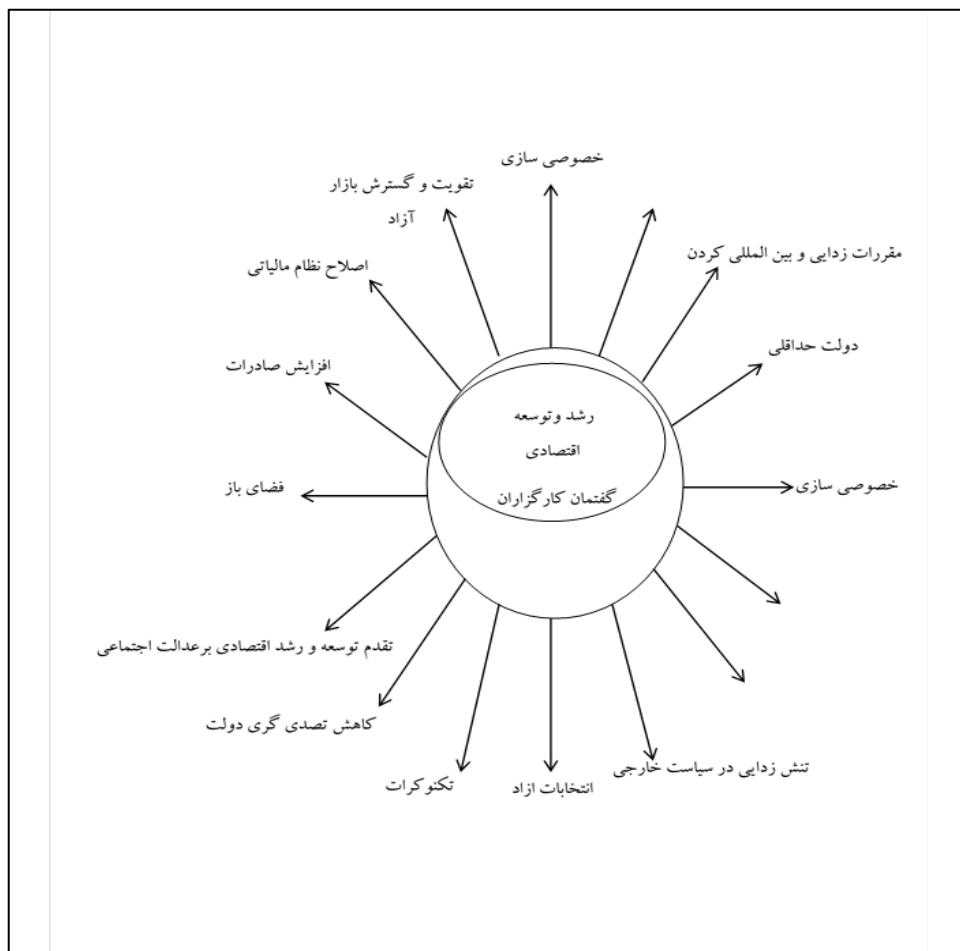 خصوصی سازی
تقویت و گسترش بازار
آزاد
مقررات زدایی و بین المللی کردن
اصلاح نظام مالیاتی
دولت حداقلی
افزایش صادرات
رشد وتوسعه
اقتصادی
گفتمان کارگزاران
خصوصی سازی
فضای باز
تقدم توسعه و رشد اقتصادی برعدالت اجتماعی
کاهش تصدی گری دولت
تنش زدایی در سیاست خارجی
انتخابات ازاد
تکنوکرات